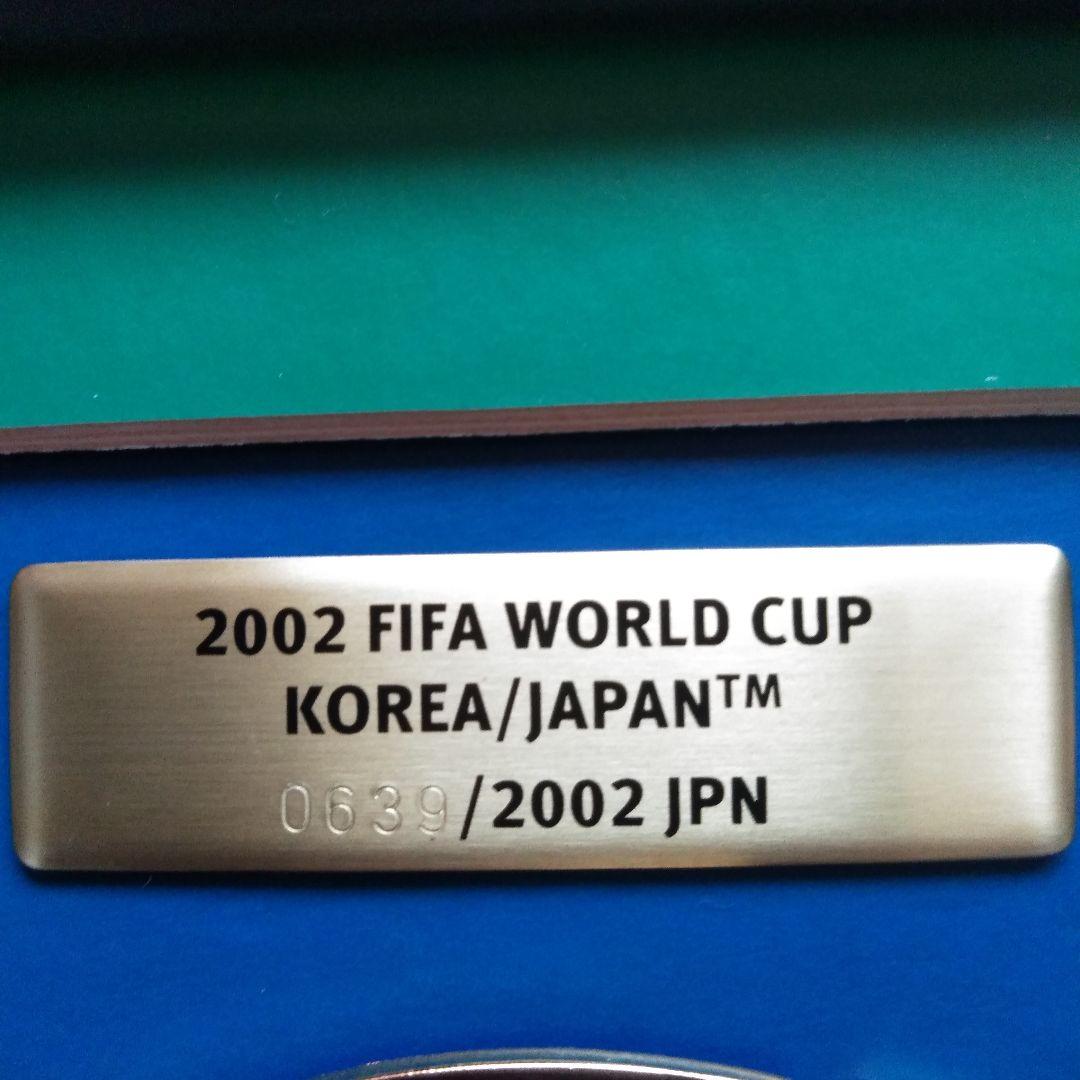 2002 FIFA WORLD CUP
KOREA/JAPAN™
0639/2002 JPN